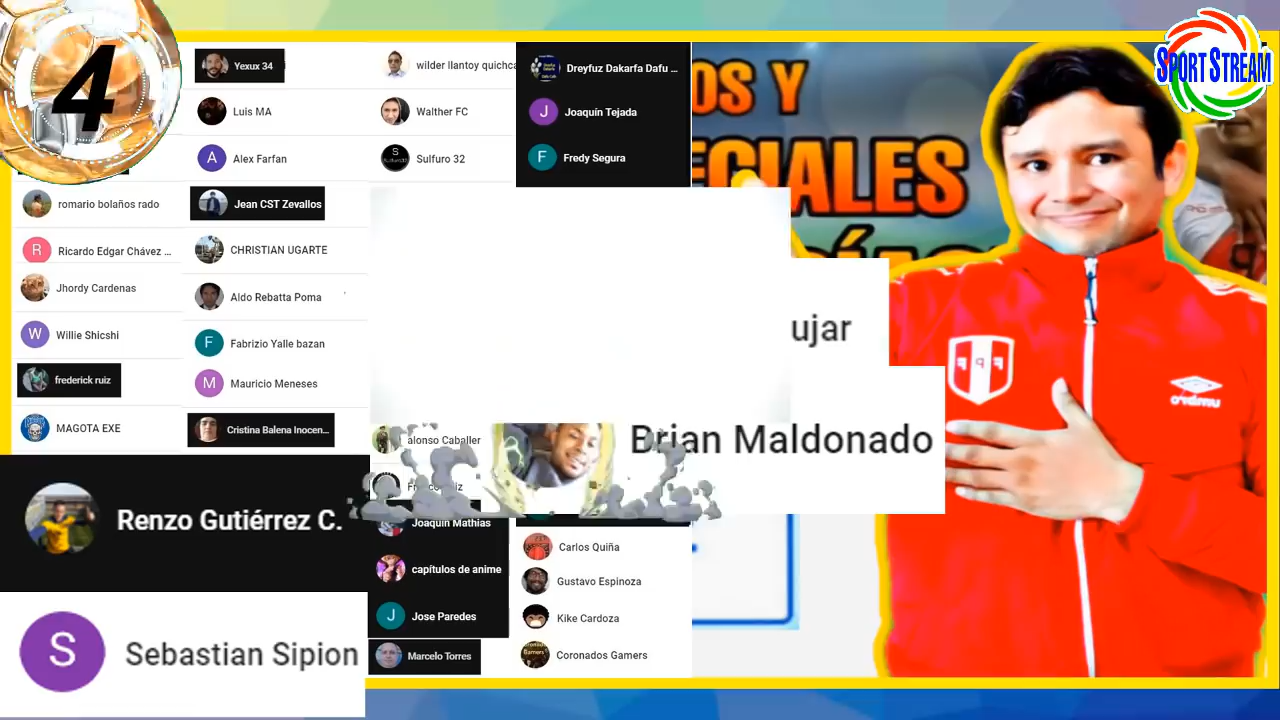 4
SPORT STREAM
OS Y
ECIALES
Yexux 34
Luis MA
A
Alex Farfan
romario bolaños rado
Jean CST Zevallos
R
Ricardo Edgar Chávez ...
CHRISTIAN UGARTE
Jhordy Cardenas
Aldo Rebatta Poma
W
Willie Shicshi
F
Fabrizio Yalle bazan
frederick ruiz
M
Mauricio Meneses
MAGOTA EXE
Cristina Balena Inocen...
wilder llantoy quichca
Walther FC
S
Sulfuro 32
Dreyfuz Dakarfa Dafu ...
J
Joaquín Tejada
F
Fredy Segura
ujar
Brian Maldonado
alonso Caballer
Renzo Gutiérrez C.
S
Sebastian Sipion
Joaquin Mathias
capítulos de anime
J
Jose Paredes
Marcelo Torres
Carlos Quiña
Gustavo Espinoza
Kike Cardoza
Coronados Gamers
FPF
umbro